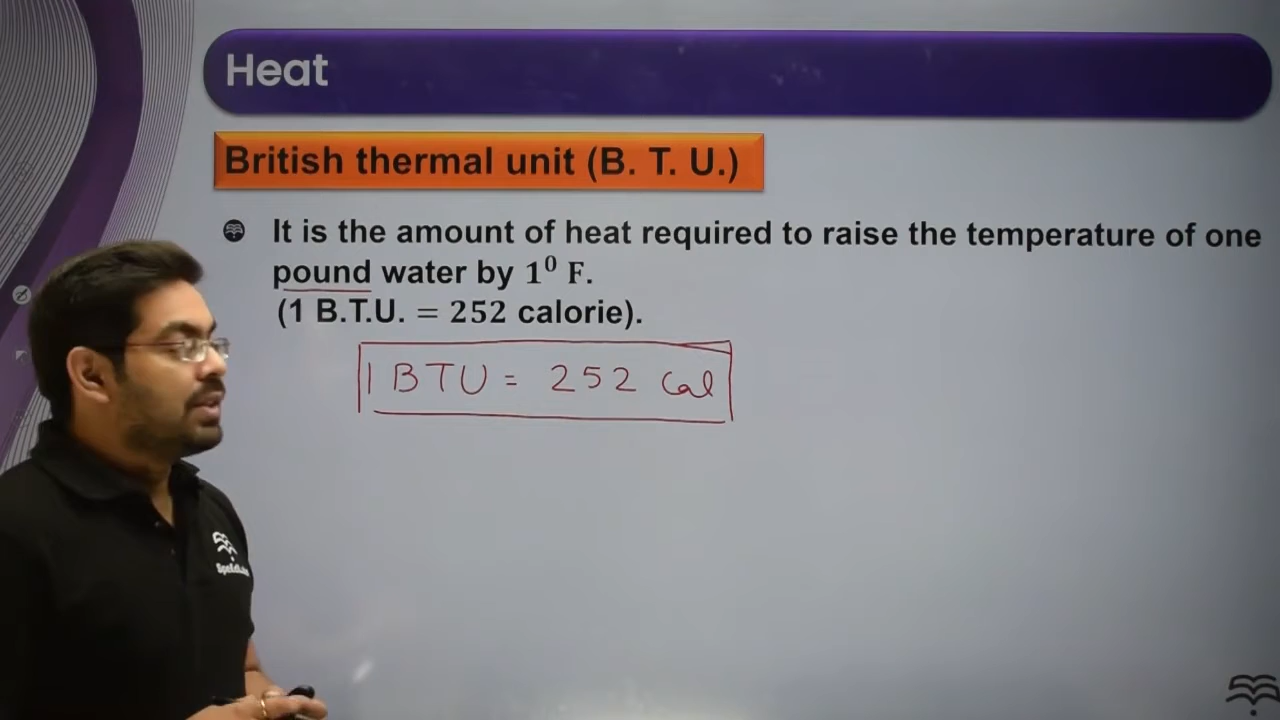 Heat
British thermal unit (B. T. U.)
It is the amount of heat required to raise the temperature of one
pound water by 1⁰ F.
(1 B.T.U. = 252 calorie).
1 BTU = 252 Cal